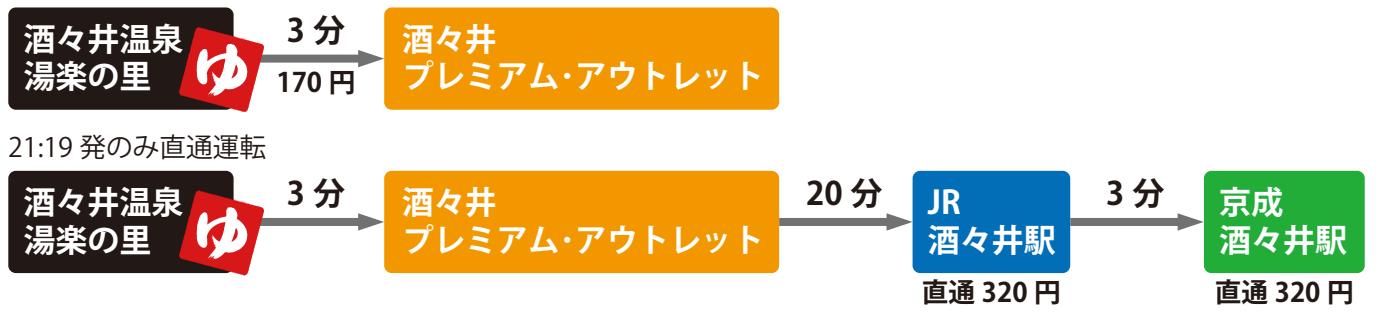 酒々井温泉
湯楽の里
ゆ
3 分
170 円
酒々井
プレミアム・アウトレット
21:19 発のみ直通運転
酒々井温泉
湯楽の里
ゆ
3 分
酒々井
プレミアム・アウトレット
20 分
JR
酒々井駅
直通 320 円
3 分
京成
酒々井駅
直通 320 円